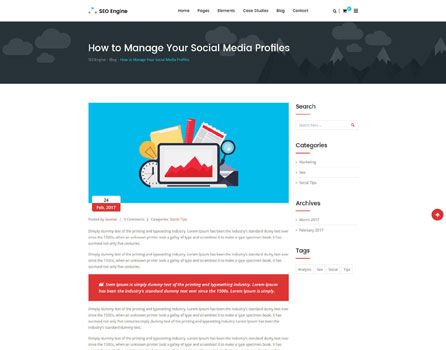 SEO Engine
Home Pages Elements Case Studies Blog Contact
How to Manage Your Social Media Profiles
SEO Engine - Blog - How to Manage Your Social Media Profiles
Search
Search here ...
Categories
Marketing
Seo
Social Tips
Archives
March 2017
February 2017
Tags
Analysis Seo Social Tips
24
Feb, 2017
Posted by 0 Comments | Categories: Social Tips
Simply dummy text of the printing and typesetting industry. Lorem Ipsum has been the industry's standard dummy text ever
since the 1500s, when an unknown printer took a galley of type and scrambled it to make a type specimen book. It has
survived not only five centuries.
Simply dummy text of the printing and typesetting industry. Lorem Ipsum has been the industry's standard dummy text ever
since the 1500s, when an unknown printer took a galley of type and scrambled it to make a type specimen book. It has
survived not only five centuries.
❝ Item Ipsum is simply dummy text of the printing and typesetting industry. Lorem Ipsum
has been the industry's standard dummy text ever since the 1500s. Lorem Ipsum is simply.
Simply dummy text of the printing and typesetting industry. Lorem Ipsum has been the industry's standard dummy text ever
since the 1500s, when an unknown printer took a galley of type and scrambled it to make a type specimen book. It has
survived not only five centuries simply dummy text of the printing and typesetting industry. Lorem Ipsum has been the
industry's standard dummy text.
Simply dummy text of the printing and typesetting industry. Lorem Ipsum has been the industry's standard dummy text ever
since the 1500s, when an unknown printer took a galley of type and scrambled it to make a type specimen book. It has